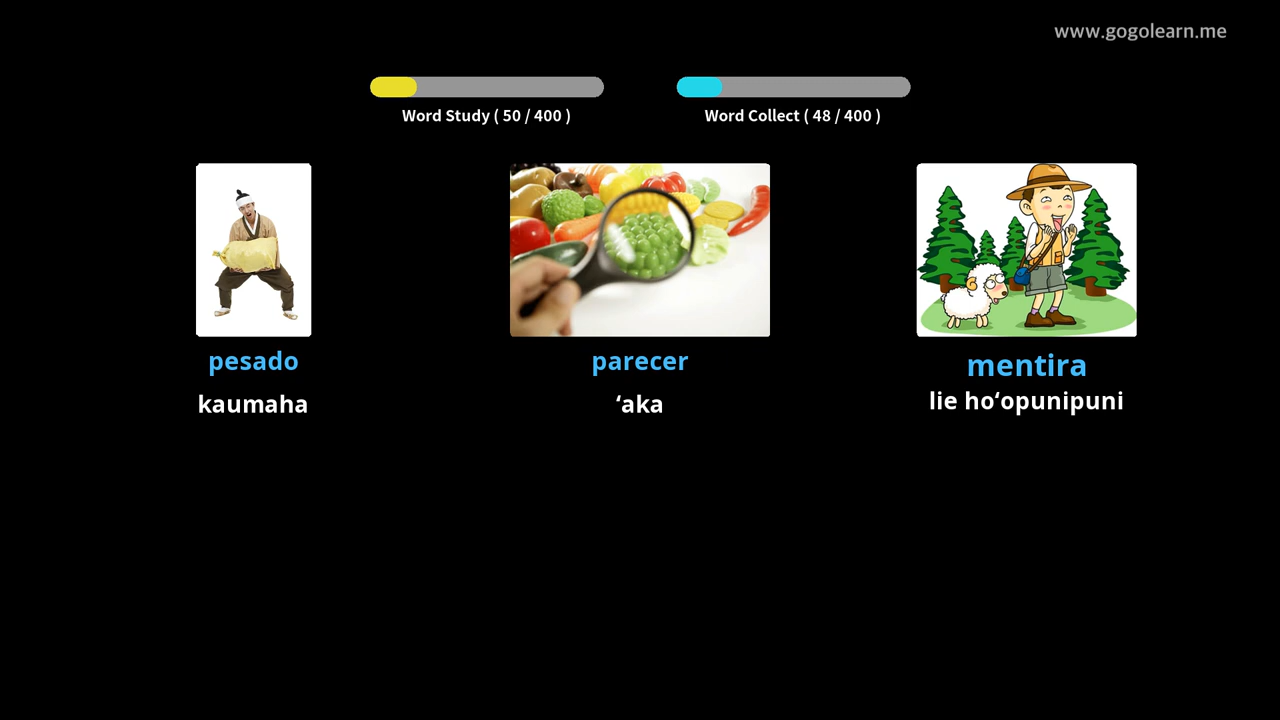 www.gogolearn.me
Word Study ( 50 / 400 )
Word Collect ( 48 / 400 )
pesado
parecer
mentira
kaumaha
ʻaka
lie hoʻopunipuni